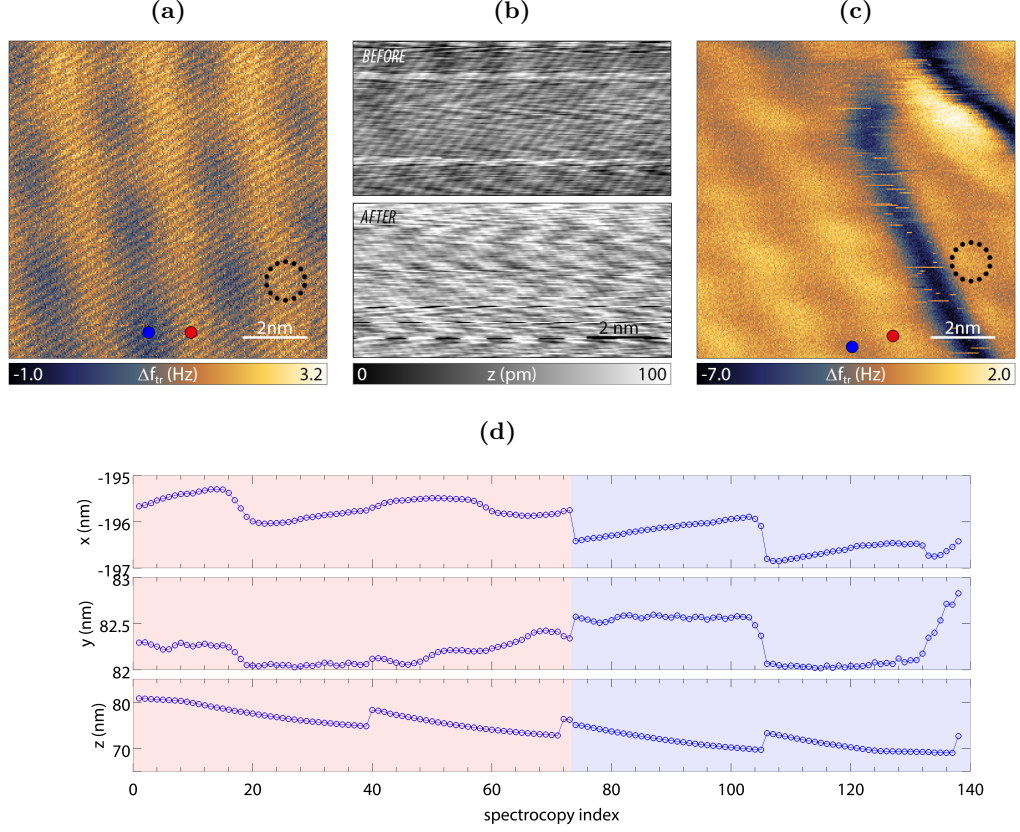 (a)
(b)
(c)
BEFORE
AFTER
2nm
2 nm
2nm
-1.0 Δf_tr (Hz) 3.2
0 z (pm) 100
-7.0 Δf_tr (Hz) 2.0
(d)
-195
-196
-197
x (nm)
83
82.5
82
y (nm)
80
70
z (nm)
0 20 40 60 80 100 120 140
spectrocopy index